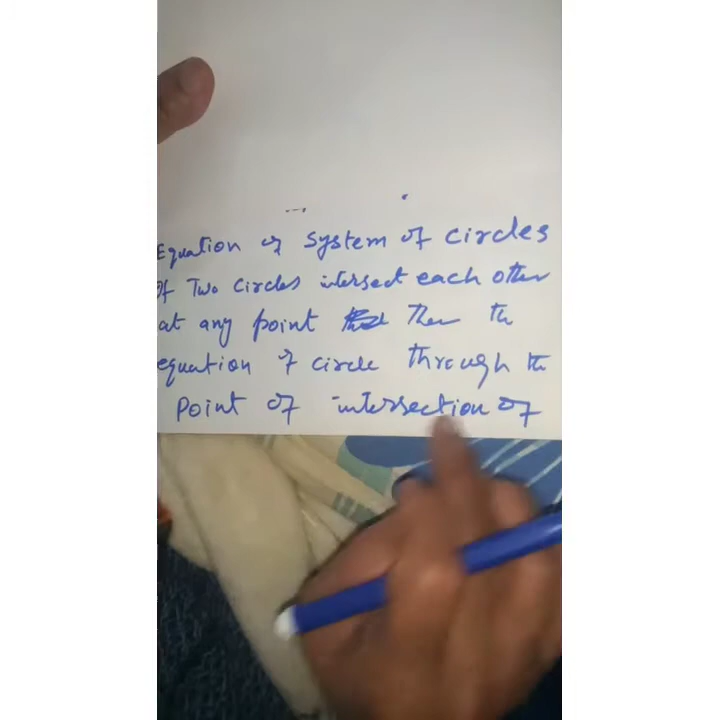 Equation of System of circles
If Two circles intersect each other
at any point Then the
equation of circle through the
Point of intersection of